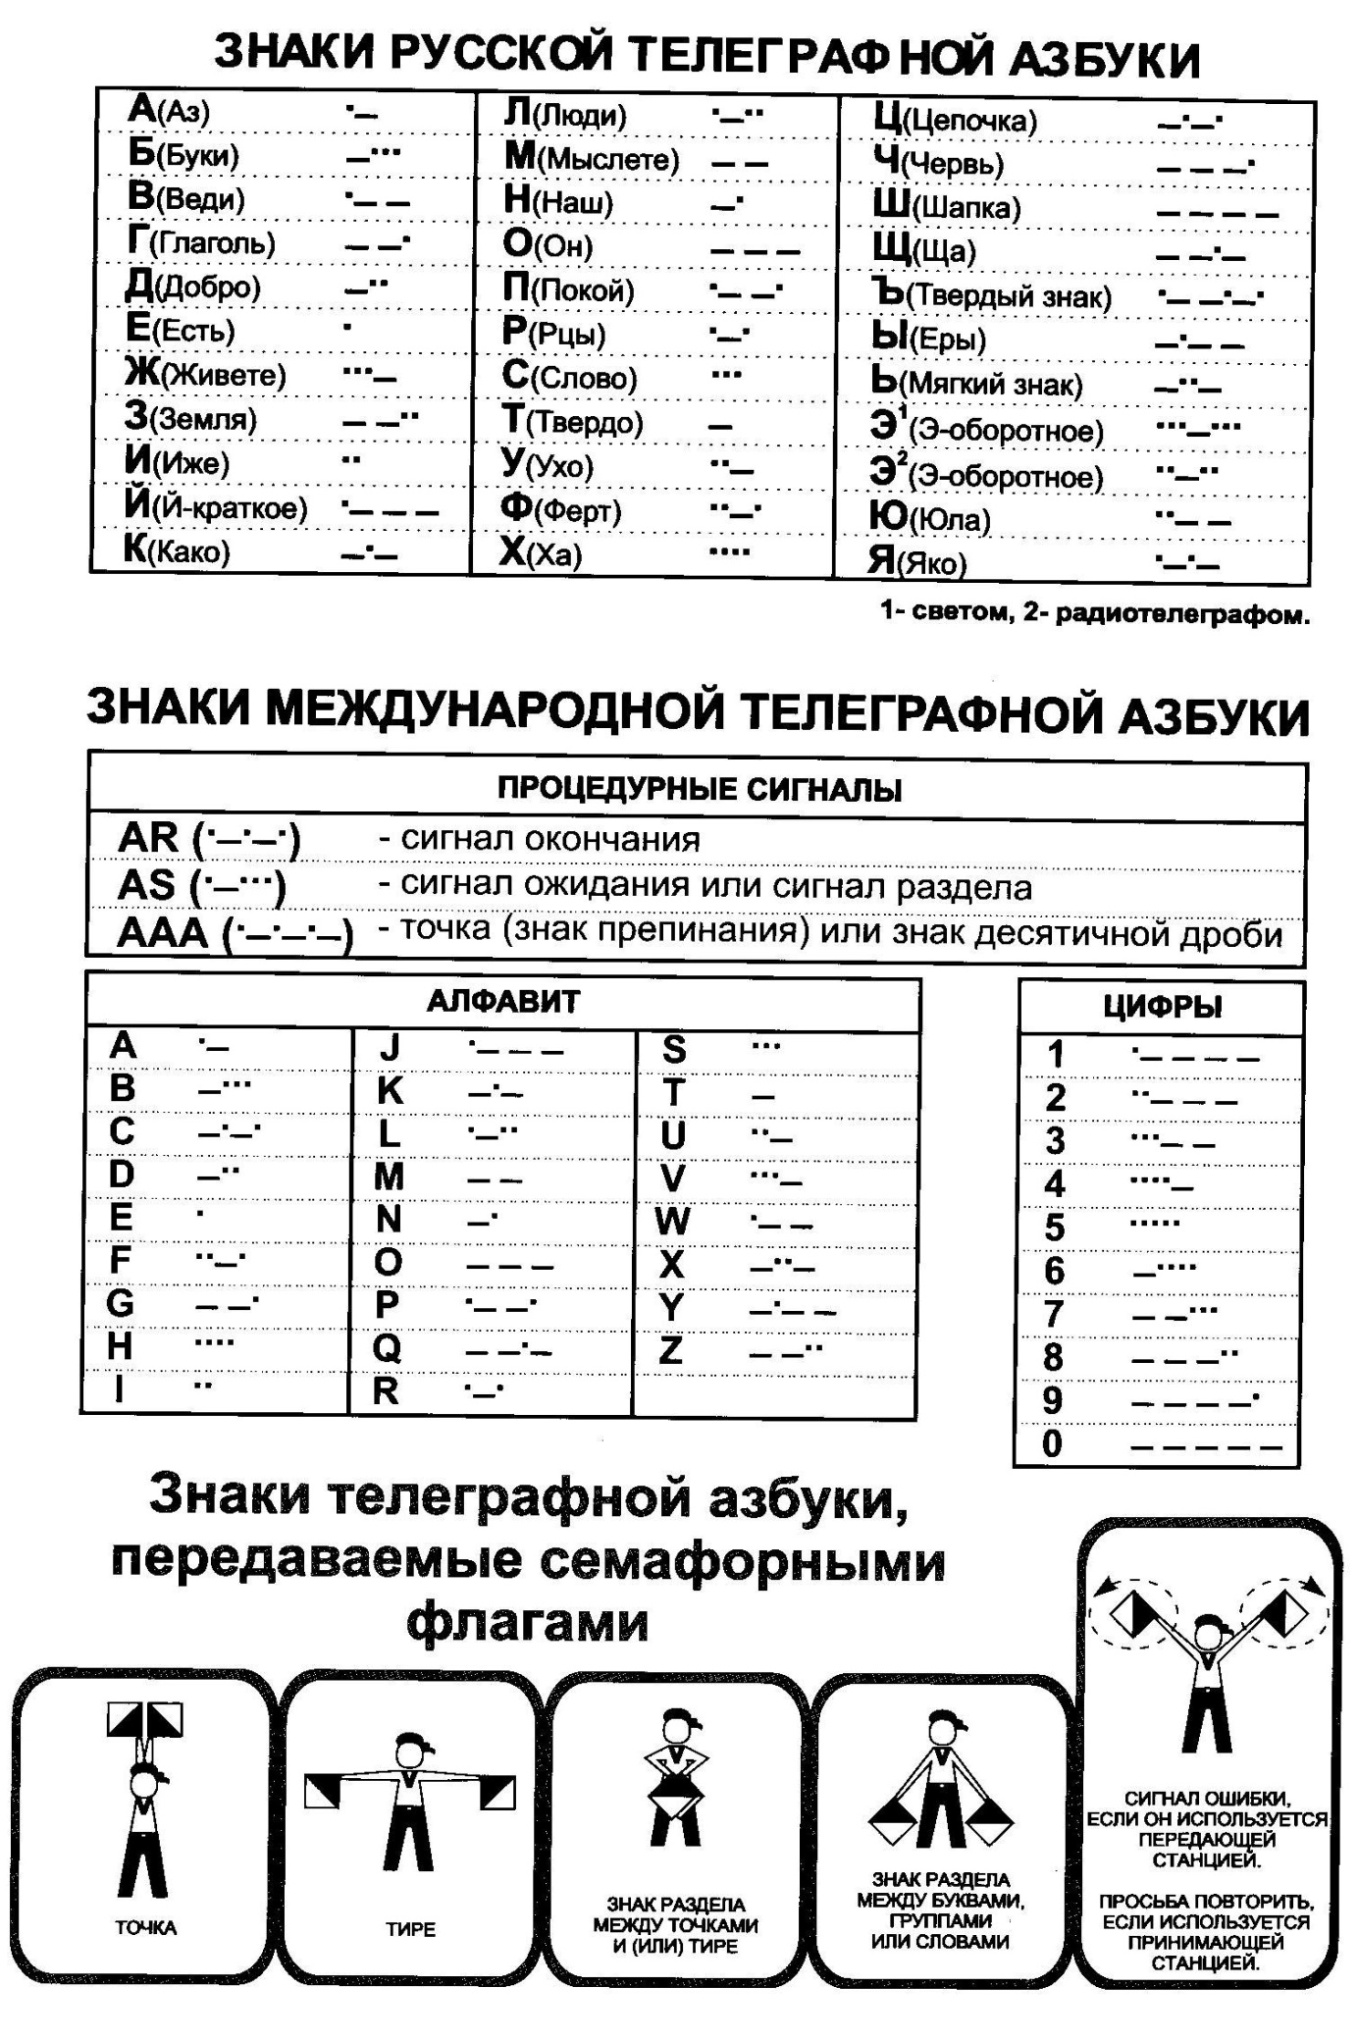 ЗНАКИ РУССКОЙ ТЕЛЕГРАФНОЙ АЗБУКИ
А(Аз) ·–
Б(Буки) –···
В(Веди) ·– –
Г(Глаголь) – –·
Д(Добро) –··
Е(Есть) ·
Ж(Живете) ···–
З(Земля) – –··
И(Иже) ··
Й(Й-краткое) ·– – –
К(Како) –·–
Л(Люди) ·–··
М(Мыслете) – –
Н(Наш) –·
О(Он) – – –
П(Покой) ·– –·
Р(Рцы) ·–·
С(Слово) ···
Т(Твердо) –
У(Ухо) ··–
Ф(Ферт) ··–·
Х(Ха) ····
Ц(Цепочка) –·–·
Ч(Червь) – – –·
Ш(Шапка) – – – –
Щ(Ща) – –·–
Ъ(Твердый знак) ·– –·–·
Ы(Еры) –·– –
Ь(Мягкий знак) –··–
Э¹(Э-оборотное) ···–···
Э²(Э-оборотное) ··–··
Ю(Юла) ··– –
Я(Яко) ·–·–
1- светом, 2- радиотелеграфом.
ЗНАКИ МЕЖДУНАРОДНОЙ ТЕЛЕГРАФНОЙ АЗБУКИ
ПРОЦЕДУРНЫЕ СИГНАЛЫ
AR (·–·–·) - сигнал окончания
AS (·–···) - сигнал ожидания или сигнал раздела
AAA (·–·–·–) - точка (знак препинания) или знак десятичной дроби
АЛФАВИТ
A ·–
B –···
C –·–·
D –··
E ·
F ··–·
G – –·
H ····
I ··
J ·– – –
K –·–
L ·–··
M – –
N –·
O – – –
P ·– –·
Q – –·–
R ·–·
S ···
T –
U ··–
V ···–
W ·– –
X –··–
Y –·– –
Z – –··
ЦИФРЫ
1 ·– – – –
2 ··– – –
3 ···– –
4 ····–
5 ·····
6 –····
7 – –···
8 – – –··
9 – – – –·
0 – – – – –
Знаки телеграфной азбуки,
передаваемые семафорными
флагами
ТОЧКА
ТИРЕ
ЗНАК РАЗДЕЛА
МЕЖДУ ТОЧКАМИ
И (ИЛИ) ТИРЕ
ЗНАК РАЗДЕЛА
МЕЖДУ БУКВАМИ,
ГРУППАМИ
ИЛИ СЛОВАМИ
СИГНАЛ ОШИБКИ,
ЕСЛИ ОН ИСПОЛЬЗУЕТСЯ
ПЕРЕДАЮЩЕЙ
СТАНЦИЕЙ.
ПРОСЬБА ПОВТОРИТЬ,
ЕСЛИ ИСПОЛЬЗУЕТСЯ
ПРИНИМАЮЩЕЙ
СТАНЦИЕЙ.